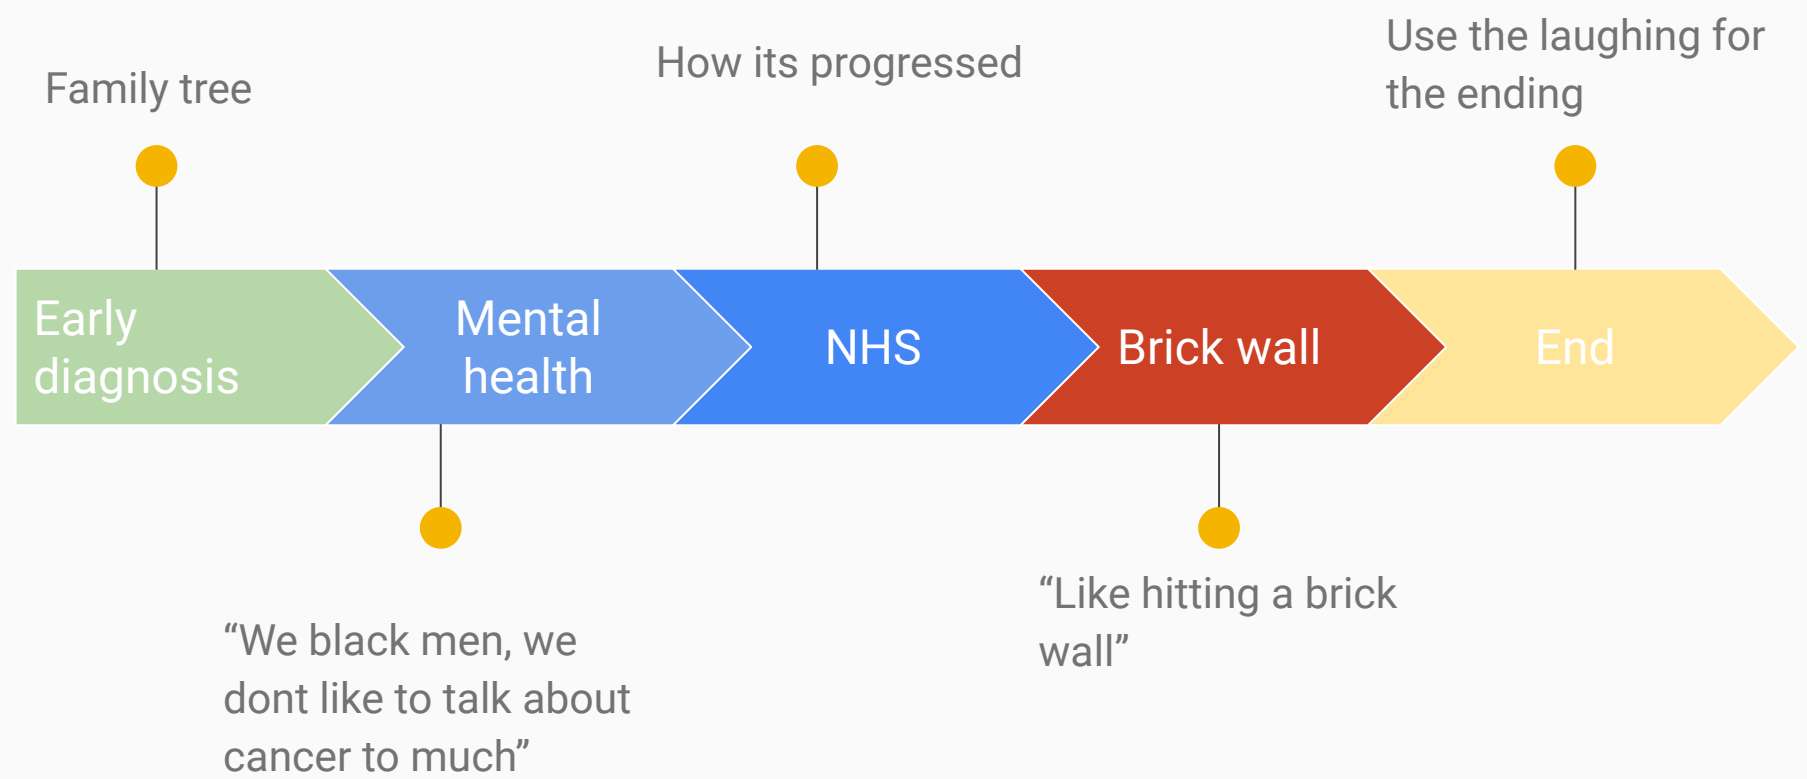 Family tree
How its progressed
Use the laughing for
the ending
Early
diagnosis
Mental
health
NHS
Brick wall
End
“We black men, we
dont like to talk about
cancer to much”
“Like hitting a brick
wall”